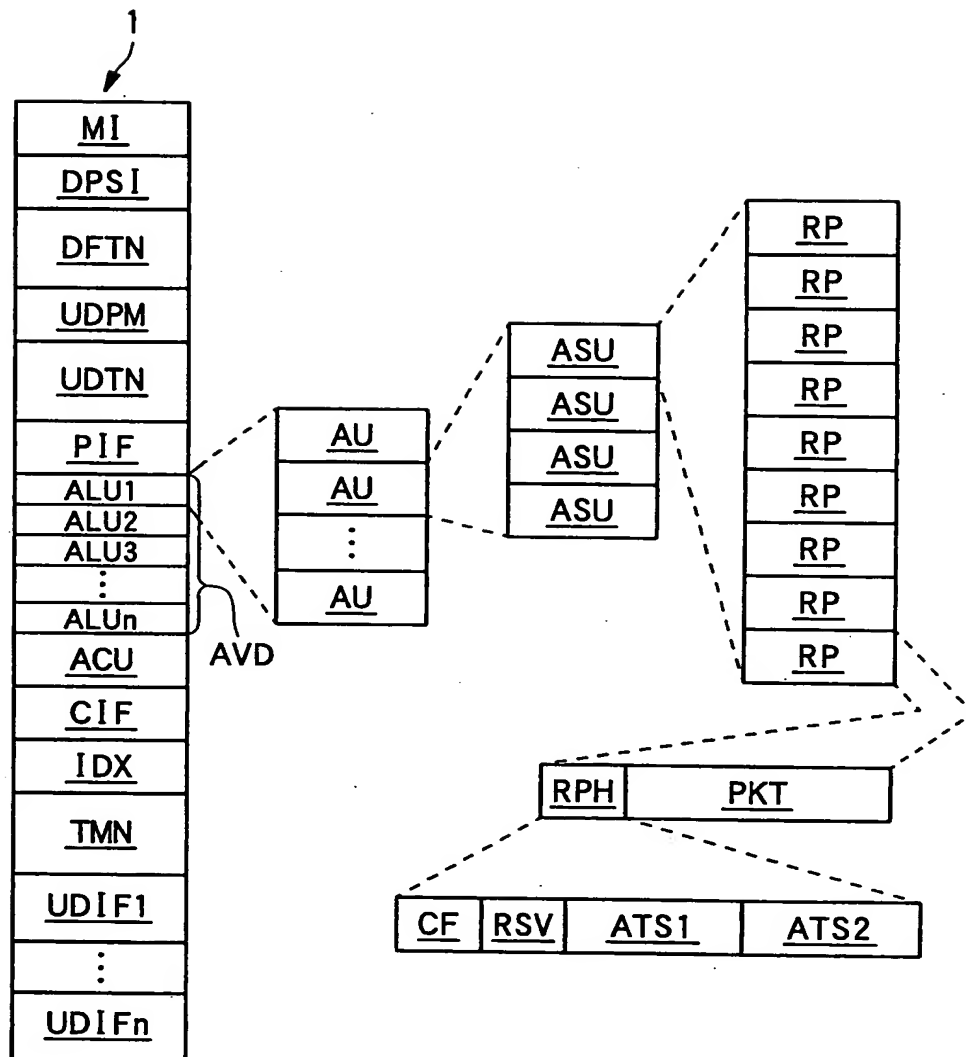 1
MI
DPSI
DFTN
UDPM
UDTN
PIF
ALU1
ALU2
ALU3
⋮
ALUn
AVD
ACU
CIF
IDX
TMN
UDIF1
⋮
UDIFn
AU
AU
⋮
AU
ASU
ASU
ASU
ASU
RP
RP
RP
RP
RP
RP
RP
RP
RP
RPH PKT
CF RSV ATS1 ATS2